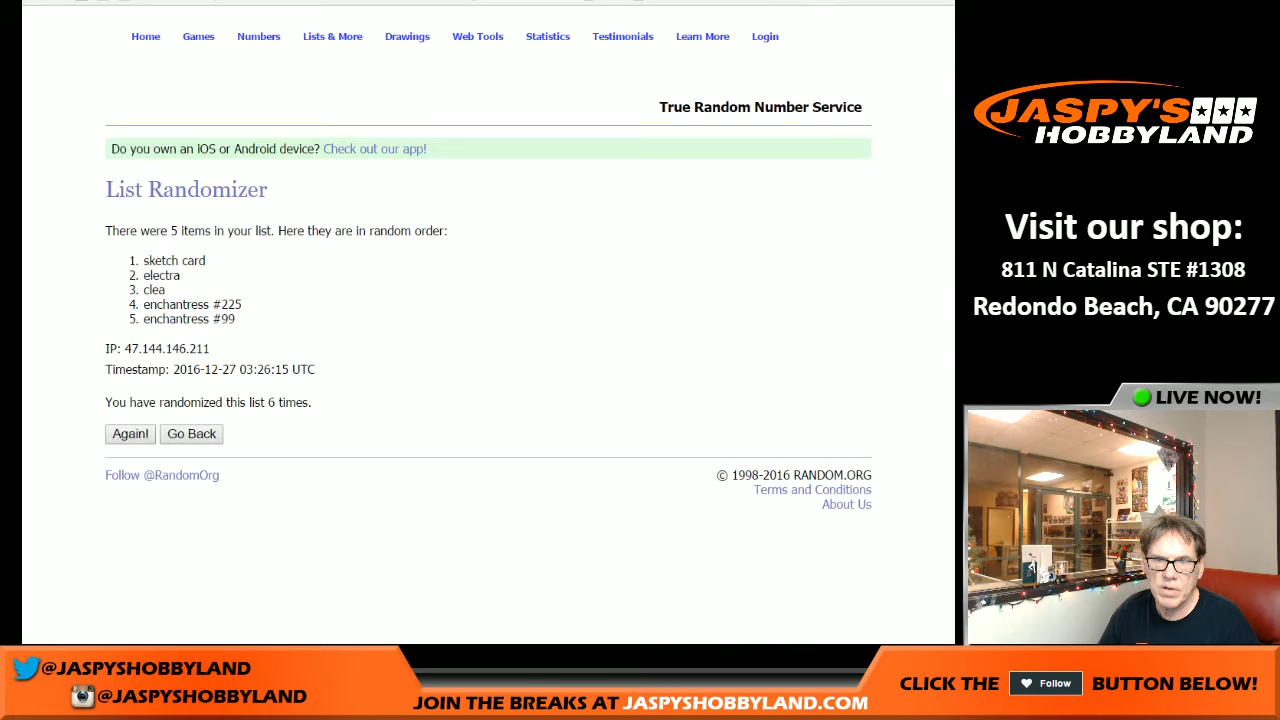 Home Games Numbers Lists & More Drawings Web Tools Statistics Testimonials Learn More Login
True Random Number Service
Do you own an iOS or Android device? Check out our app!
List Randomizer
There were 5 items in your list. Here they are in random order:
1. sketch card
2. electra
3. clea
4. enchantress #225
5. enchantress #99
IP: 47.144.146.211
Timestamp: 2016-12-27 03:26:15 UTC
You have randomized this list 6 times.
Again! Go Back
Follow @RandomOrg
© 1998-2016 RANDOM.ORG
Terms and Conditions
About Us
JASPY'S
HOBBYLAND
Visit our shop:
811 N Catalina STE #1308
Redondo Beach, CA 90277
LIVE NOW!
@JASPYSHOBBYLAND
@JASPYSHOBBYLAND
JOIN THE BREAKS AT JASPYSHOBBYLAND.COM
CLICK THE Follow BUTTON BELOW!